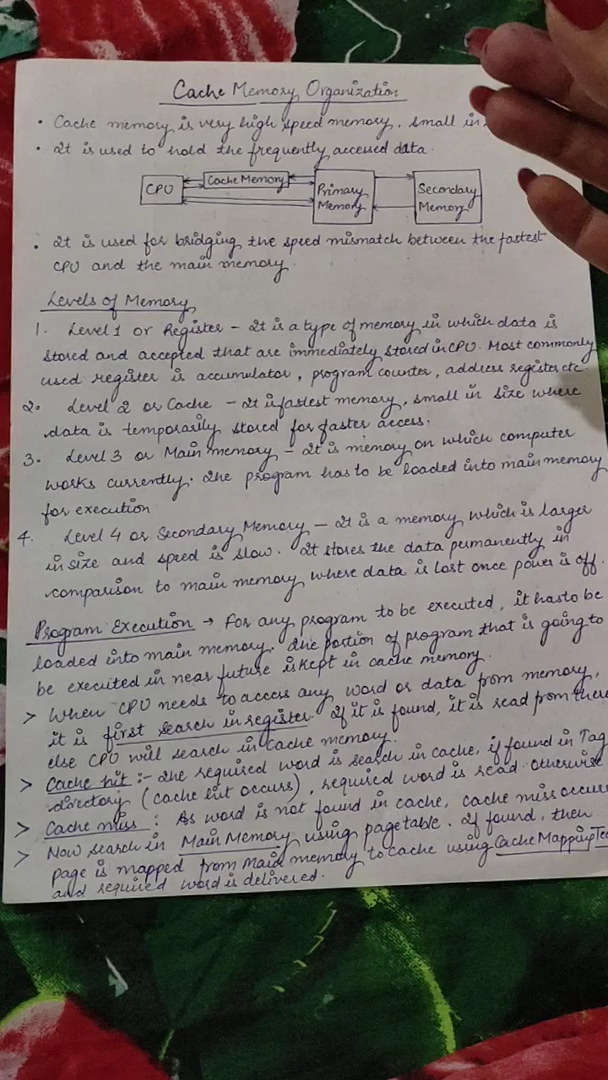 Cache Memory Organization
• Cache memory is very high speed memory, small in
• It is used to hold the frequently accessed data.
CPU
Cache Memory
Primary Memory
Secondary Memory
• It is used for bridging the speed mismatch between the fastest
CPU and the main memory.
Levels of Memory
1. Level 1 or Register - It is a type of memory in which data is
stored and accepted that are immediately stored in CPU. Most commonly
used register is accumulator, program counter, address register etc.
2. Level 2 or Cache - It is fastest memory, small in size where
data is temporarily stored for faster access.
3. Level 3 or Main memory - It is memory on which computer
works currently. The program has to be loaded into main memory
for execution
4. Level 4 or Secondary Memory - It is a memory which is larger
in size and speed is slow. It stores the data permanently in
comparison to main memory where data is lost once power is off.
Program Execution → For any program to be executed, it has to be
loaded into main memory. The portion of program that is going to
be executed in near future is kept in cache memory.
> When CPU needs to access any word or data from memory,
it is first search in register. If it is found, it is read from there
else CPU will search in Cache memory.
> Cache hit :- The required word is search in cache, if found in Tag
directory (cache hit occurs), required word is read. Otherwise
> Cache miss : As word is not found in cache, cache miss occurs
> Now search in Main Memory using page table. If found, then
page is mapped from main memory to cache using Cache Mapping
and required word is delivered.